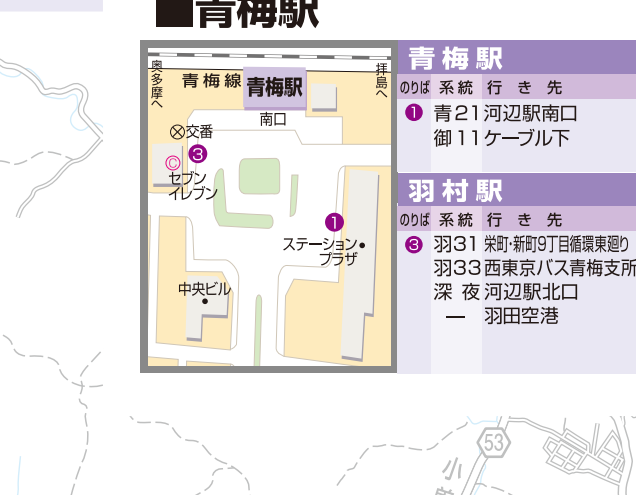 ■青梅駅
奥多摩へ
青梅線
青梅駅
拝島へ
南口
交番
3
C
セブン
イレブン
1
ステーション
プラザ
中央ビル
青梅駅
のりば 系統 行き先
1 青21 河辺駅南口
御11 ケーブル下
羽村駅
のりば 系統 行き先
3 羽31 栄町・新町9丁目循環東廻り
羽33 西東京バス青梅支所
深夜 河辺駅北口
― 羽田空港
53
小